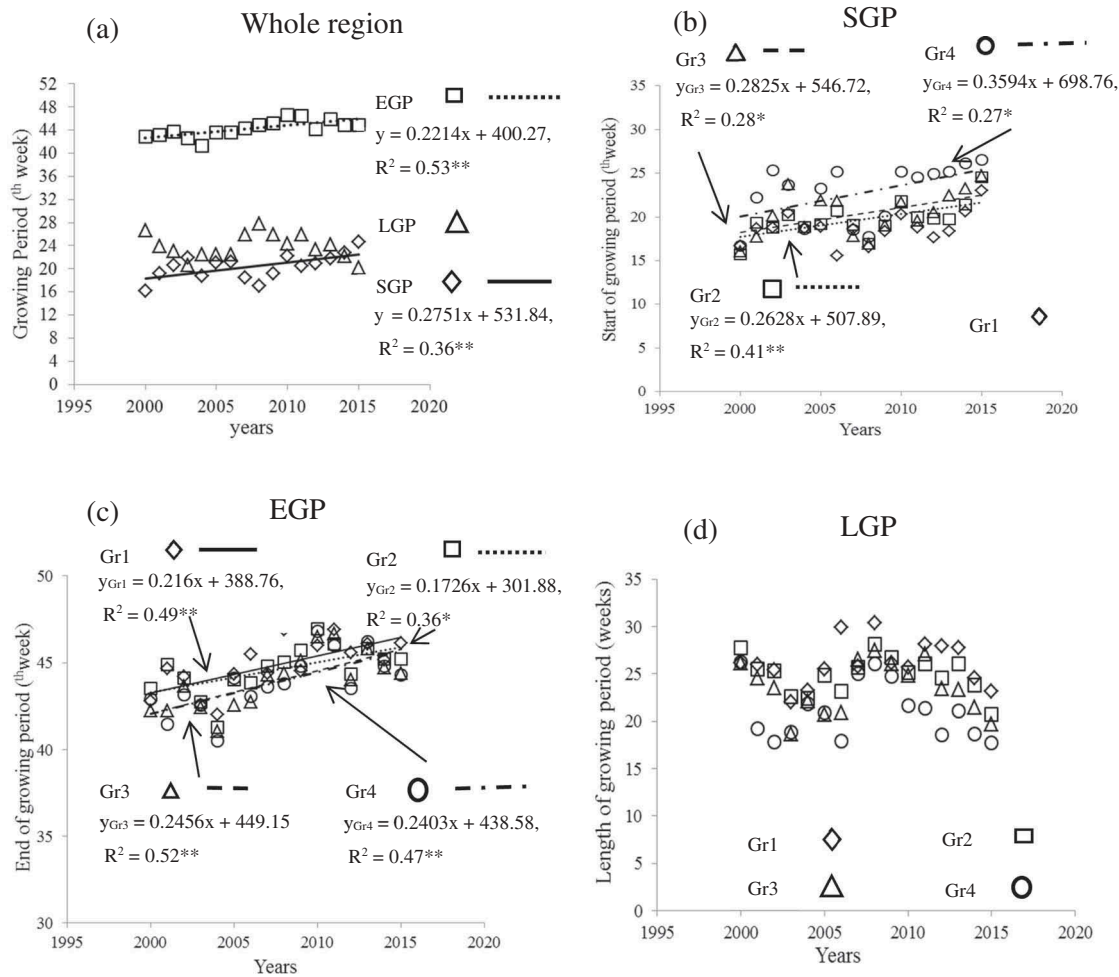 (a)
Whole region
52
48
44
40
36
32
28
24
20
16
12
8
4
0
1995
2000
2005
2010
2015
2020
Growing Period (th week)
years
EGP
y = 0.2214x + 400.27,
R2 = 0.53**
LGP
SGP
y = 0.2751x + 531.84,
R2 = 0.36**
(b)
SGP
Gr3
yGr3 = 0.2825x + 546.72,
R2 = 0.28*
Gr4
yGr4 = 0.3594x + 698.76,
R2 = 0.27*
35
30
25
20
15
10
5
0
1995
2000
2005
2010
2015
2020
Start of growing period (thweek)
Years
Gr2
yGr2 = 0.2628x + 507.89,
R2 = 0.41**
Gr1
(c)
EGP
Gr1
yGr1 = 0.216x + 388.76,
R2 = 0.49**
Gr2
yGr2 = 0.1726x + 301.88,
R2 = 0.36*
50
45
40
35
30
1995
2000
2005
2010
2015
2020
End of growing period (thweek)
Years
Gr3
yGr3 = 0.2456x + 449.15
R2 = 0.52**
Gr4
yGr4 = 0.2403x + 438.58,
R2 = 0.47**
(d)
LGP
35
30
25
20
15
10
5
0
1995
2000
2005
2010
2015
2020
Length of growing period (weeks)
Years
Gr1
Gr2
Gr3
Gr4